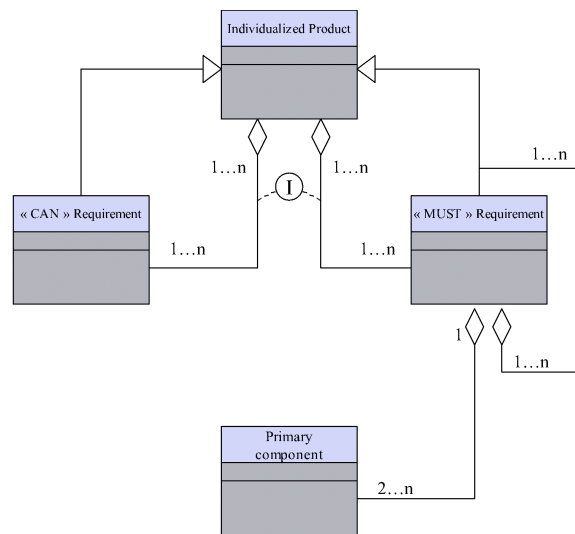 Individualized Product
1…n
1…n
1…n
I
« CAN » Requirement
« MUST » Requirement
1…n
1…n
1
1…n
Primary
component
2…n